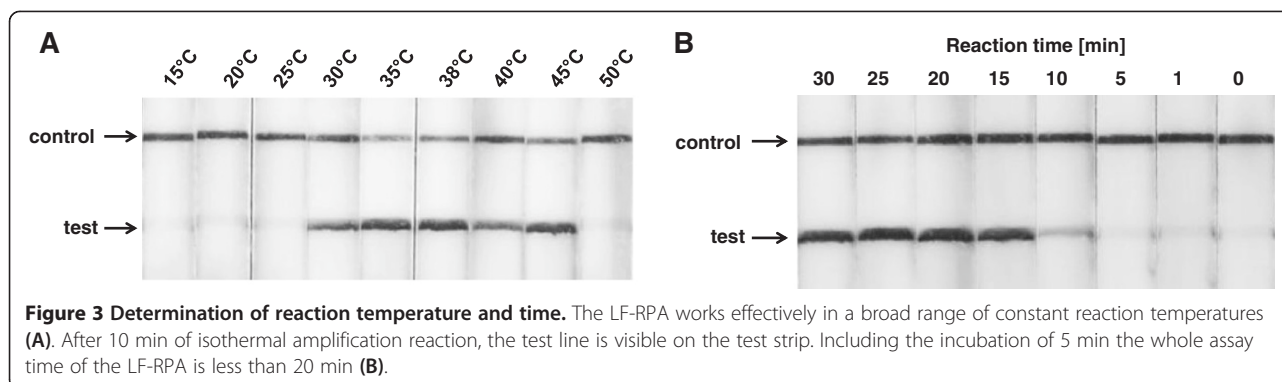 A
15°C 20°C 25°C 30°C 35°C 38°C 40°C 45°C 50°C
control
test
B
Reaction time [min]
30 25 20 15 10 5 1 0
control
test
Figure 3 Determination of reaction temperature and time. The LF-RPA works effectively in a broad range of constant reaction temperatures
(A). After 10 min of isothermal amplification reaction, the test line is visible on the test strip. Including the incubation of 5 min the whole assay
time of the LF-RPA is less than 20 min (B).